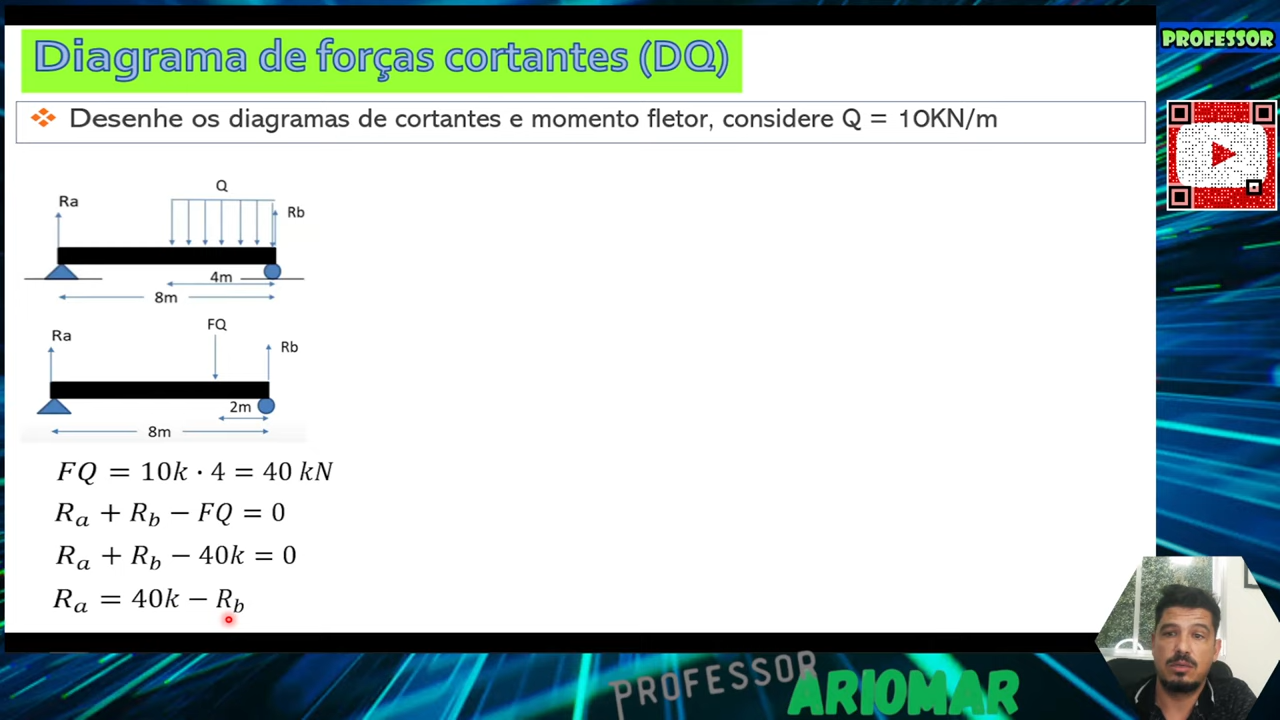 Diagrama de forças cortantes (DQ)
PROFESSOR
Desenhe os diagramas de cortantes e momento fletor, considere Q = 10KN/m
Q
Ra
Rb
4m
8m
FQ
Ra
Rb
2m
8m
FQ = 10k · 4 = 40 kN
R_a + R_b − FQ = 0
R_a + R_b − 40k = 0
R_a = 40k − R_b
PROFESSOR
ARIOMAR